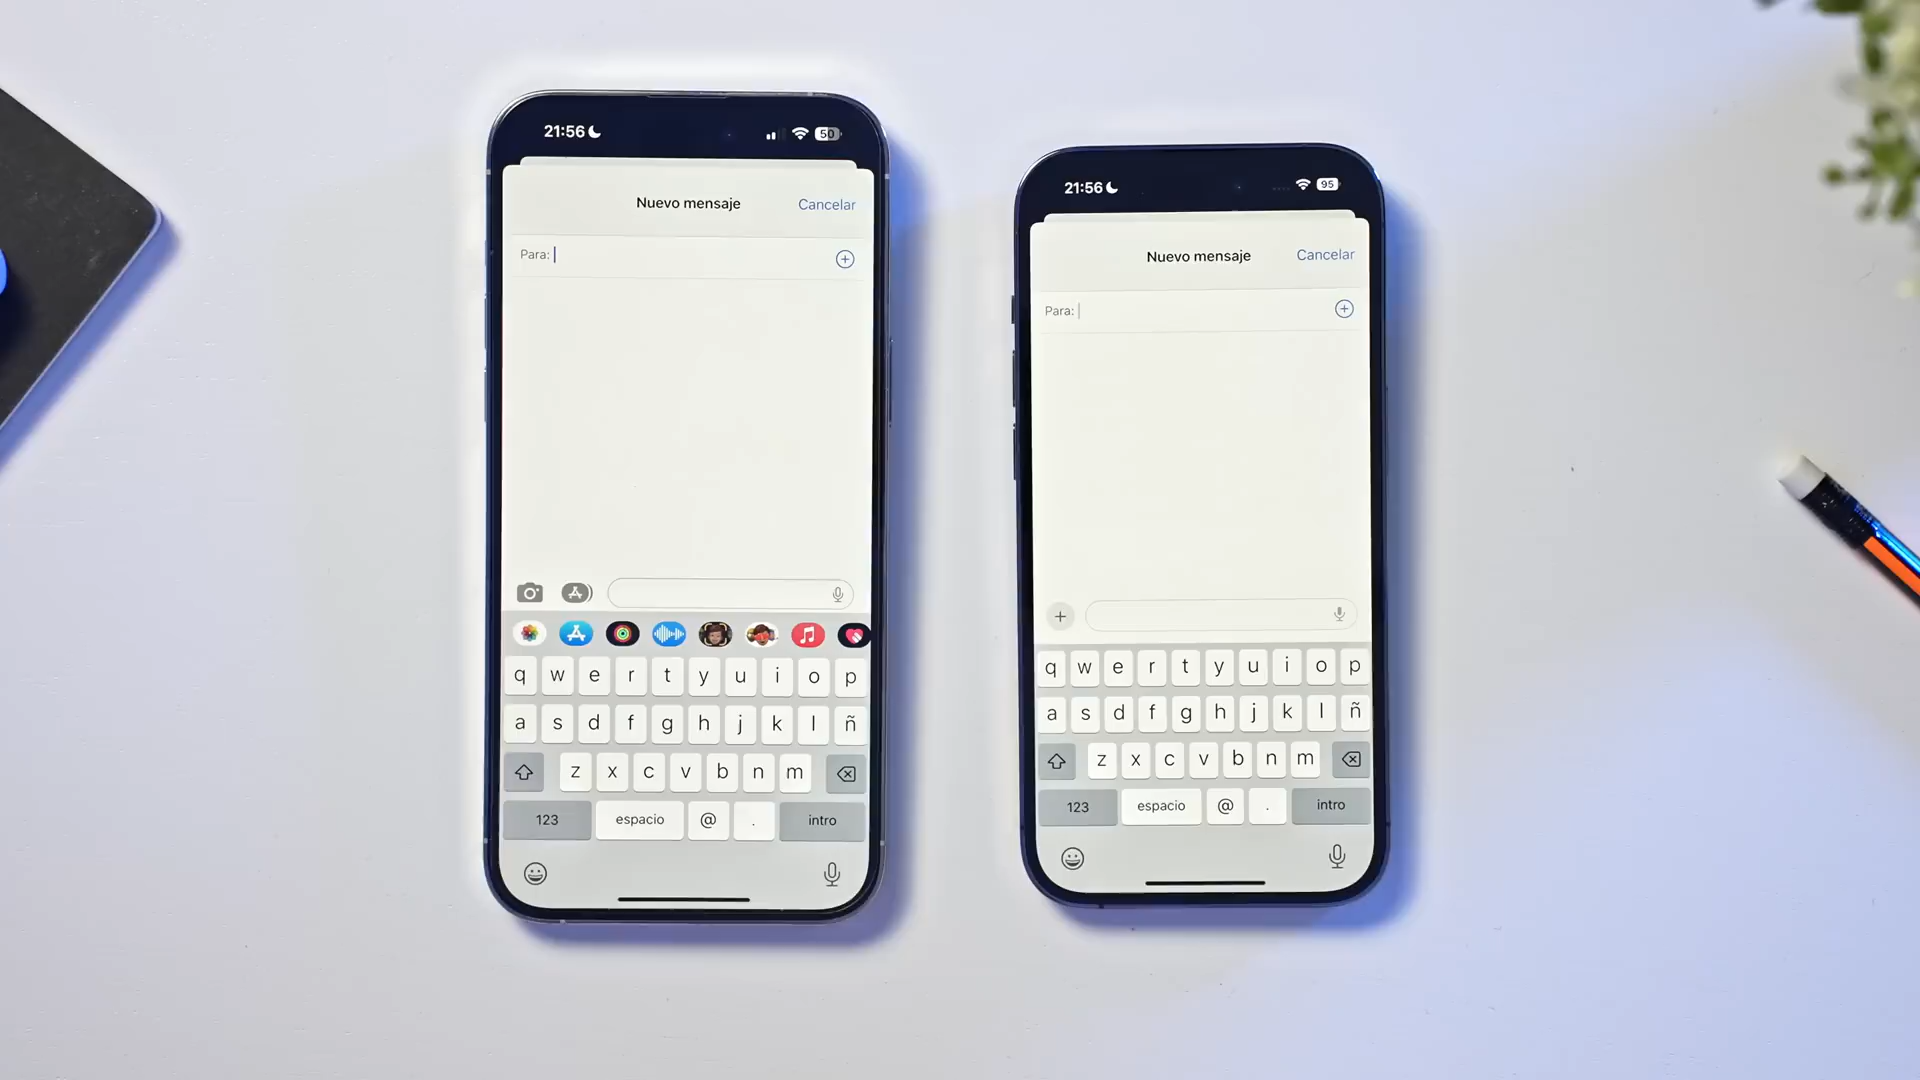 21:56
50
Nuevo mensaje
Cancelar
Para:
q w e r t y u i o p
a s d f g h j k l ñ
z x c v b n m
123 espacio @ . intro
21:56
95
Nuevo mensaje
Cancelar
Para:
q w e r t y u i o p
a s d f g h j k l ñ
z x c v b n m
123 espacio @ . intro